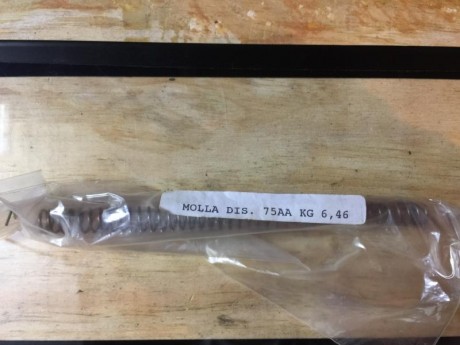 MOLLA DIS. 75AA KG 6,46